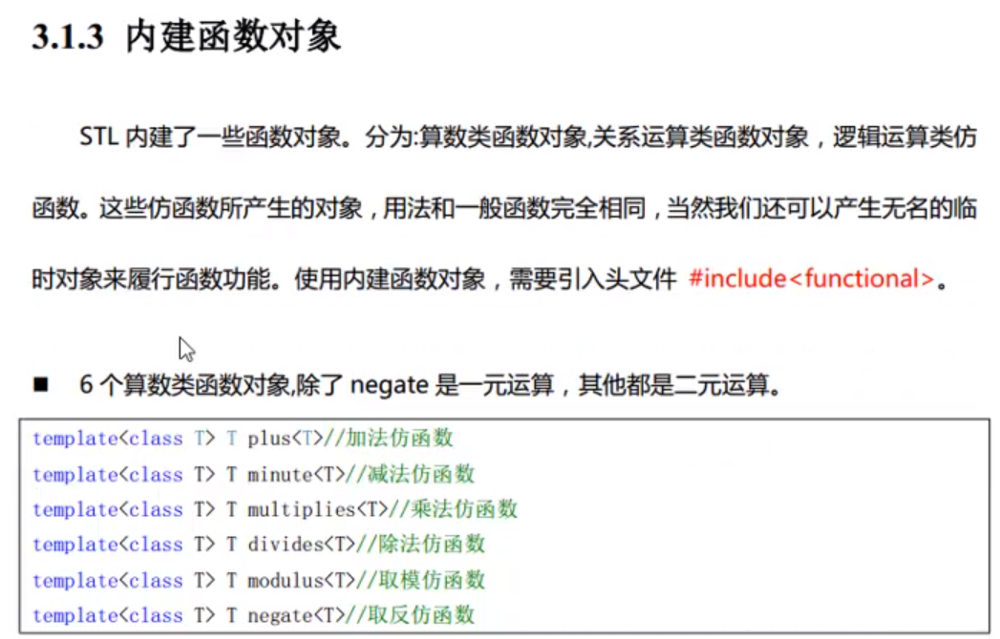 3.1.3 内建函数对象
STL 内建了一些函数对象。分为:算数类函数对象,关系运算类函数对象，逻辑运算类仿
函数。这些仿函数所产生的对象，用法和一般函数完全相同，当然我们还可以产生无名的临
时对象来履行函数功能。使用内建函数对象，需要引入头文件 #include<functional>。
■ 6 个算数类函数对象,除了 negate 是一元运算，其他都是二元运算。
template<class T> T plus<T>//加法仿函数
template<class T> T minute<T>//减法仿函数
template<class T> T multiplies<T>//乘法仿函数
template<class T> T divides<T>//除法仿函数
template<class T> T modulus<T>//取模仿函数
template<class T> T negate<T>//取反仿函数